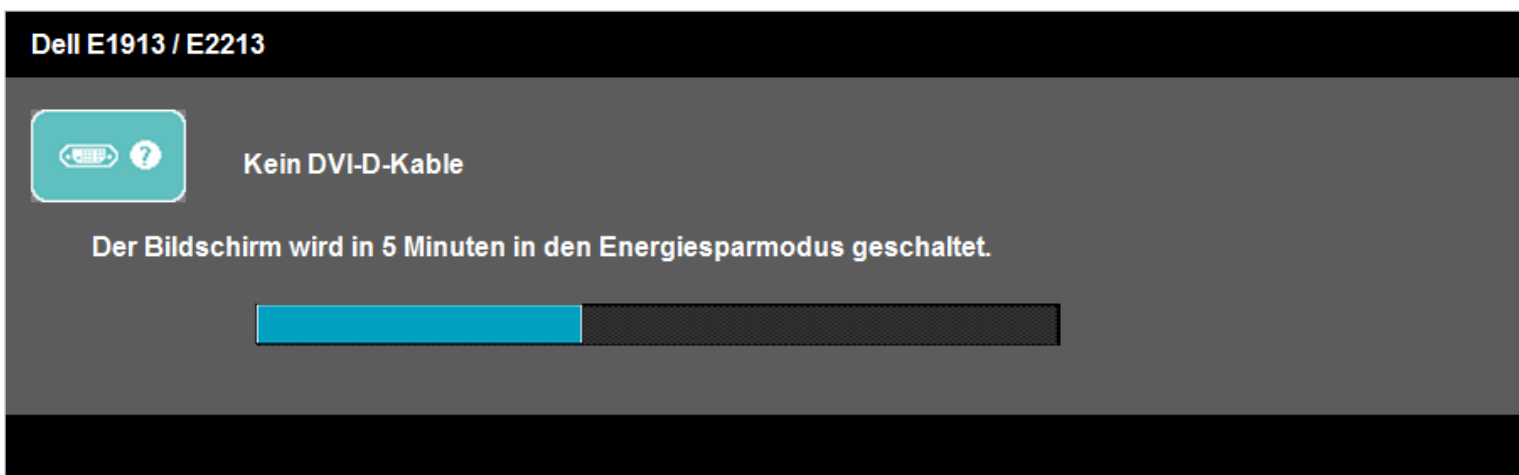 Dell E1913 / E2213
?
Kein DVI-D-Kable
Der Bildschirm wird in 5 Minuten in den Energiesparmodus geschaltet.